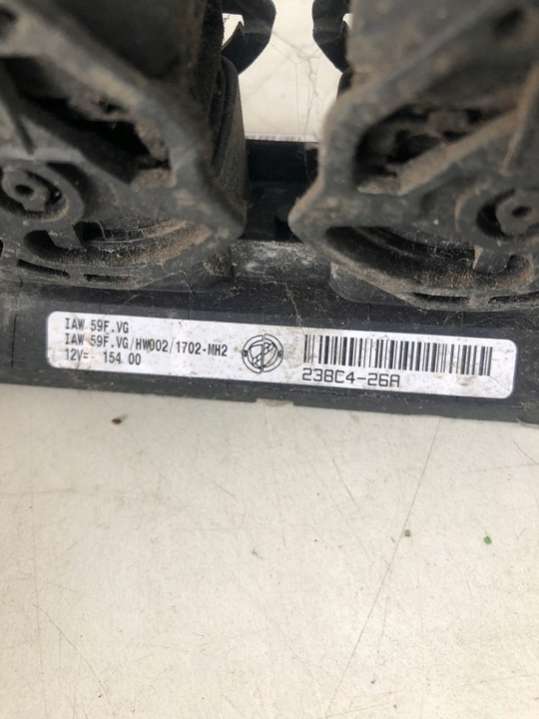 IAW 59F.VG
IAW 59F.VG/HW002/1702-MH2
12V= 154 00
238C4-26A